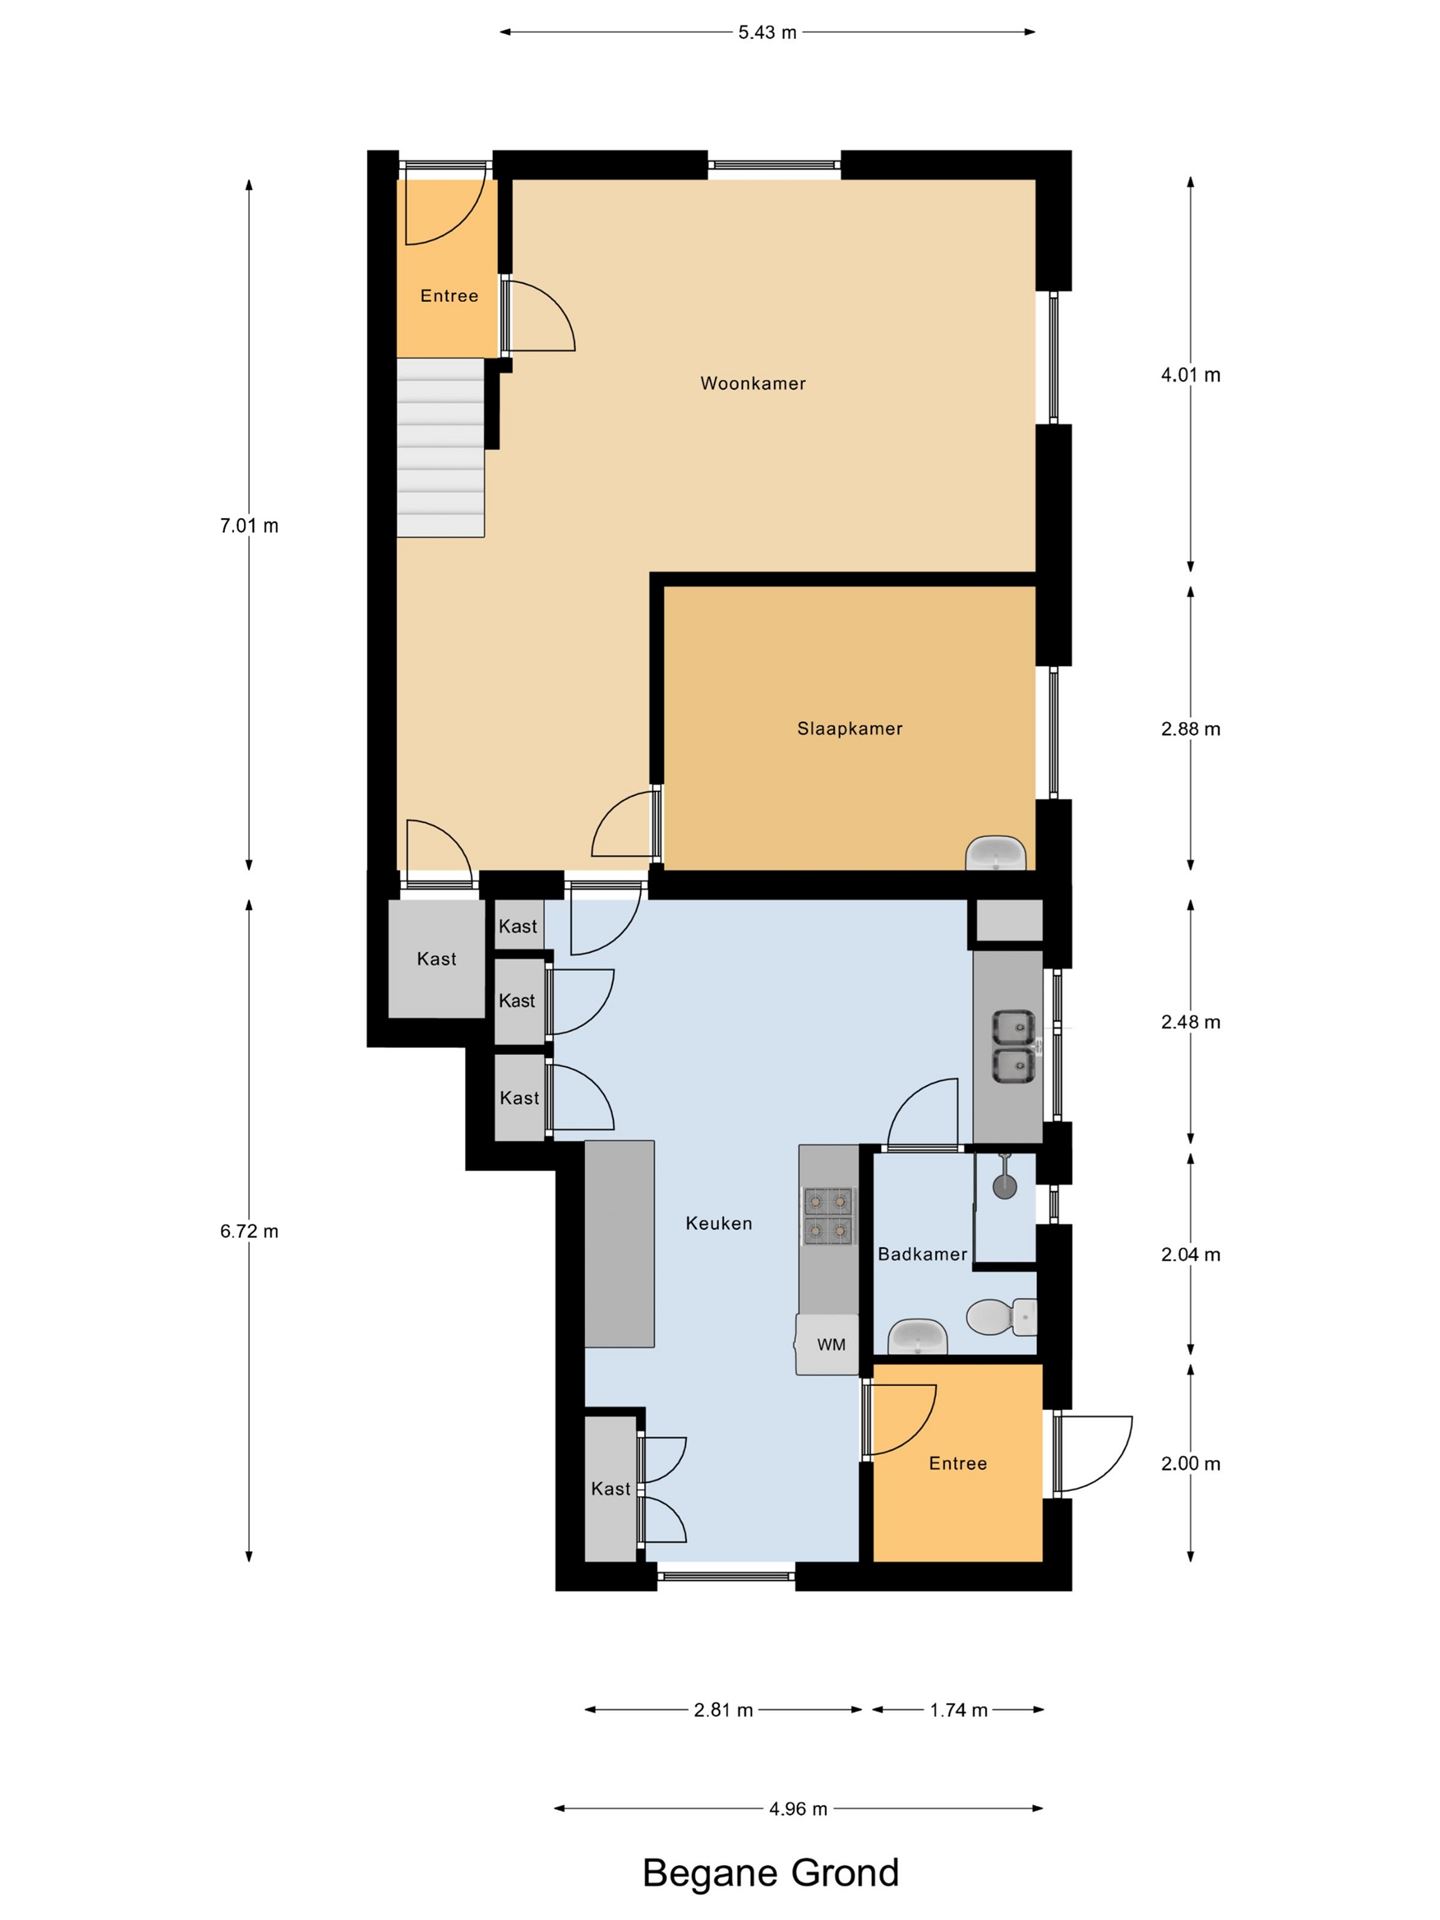 5.43 m
Entree
Woonkamer
4.01 m
7.01 m
Slaapkamer
2.88 m
Kast
Kast
Kast
2.48 m
Kast
Keuken
6.72 m
Badkamer
2.04 m
WM
Entree
2.00 m
Kast
2.81 m
1.74 m
4.96 m
Begane Grond